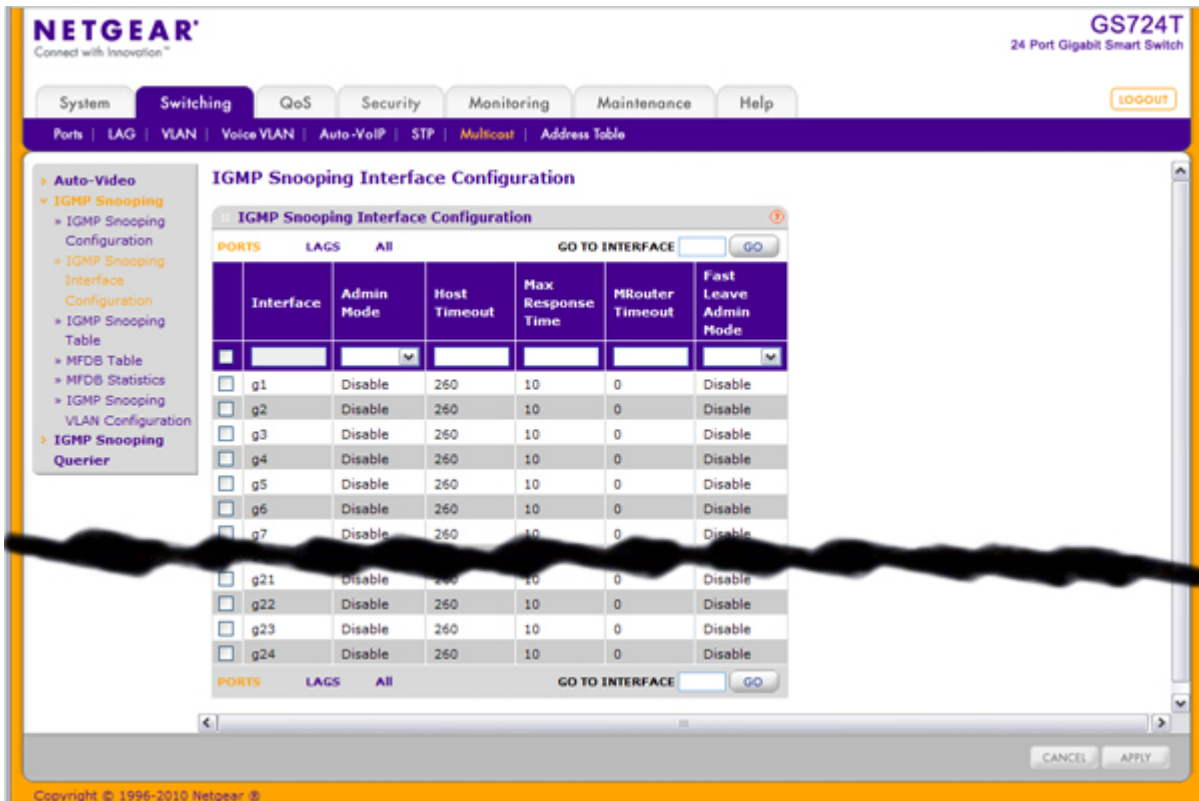 NETGEAR®
Connect with Innovation™
GS724T
24 Port Gigabit Smart Switch
System Switching QoS Security Monitoring Maintenance Help
LOGOUT
Ports | LAG | VLAN | Voice VLAN | Auto-VoIP | STP | Multicast | Address Table
Auto-Video
IGMP Snooping
» IGMP Snooping
Configuration
» IGMP Snooping
Interface
Configuration
» IGMP Snooping
Table
» MFDB Table
» MFDB Statistics
» IGMP Snooping
VLAN Configuration
IGMP Snooping
Querier
IGMP Snooping Interface Configuration
IGMP Snooping Interface Configuration ?
PORTS LAGS All GO TO INTERFACE GO
Interface Admin Mode Host Timeout Max Response Time MRouter Timeout Fast Leave Admin Mode
g1 Disable 260 10 0 Disable
g2 Disable 260 10 0 Disable
g3 Disable 260 10 0 Disable
g4 Disable 260 10 0 Disable
g5 Disable 260 10 0 Disable
g6 Disable 260 10 0 Disable
g7 Disable 260 10 0 Disable
g21 Disable 260 10 0 Disable
g22 Disable 260 10 0 Disable
g23 Disable 260 10 0 Disable
g24 Disable 260 10 0 Disable
PORTS LAGS All GO TO INTERFACE GO
CANCEL APPLY
Copyright © 1996-2010 Netgear ®